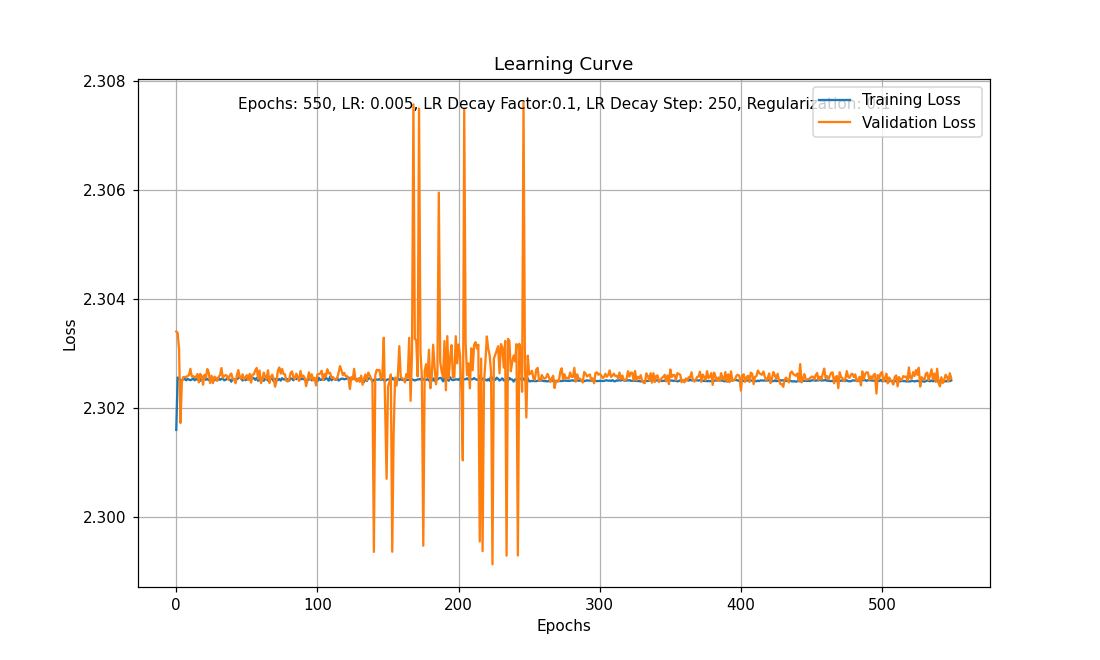 Learning Curve
Epochs: 550, LR: 0.005, LR Decay Factor:0.1, LR Decay Step: 250, Regularization: 0.1
Training Loss
Validation Loss
2.308
2.306
2.304
2.302
2.300
Loss
0 100 200 300 400 500
Epochs